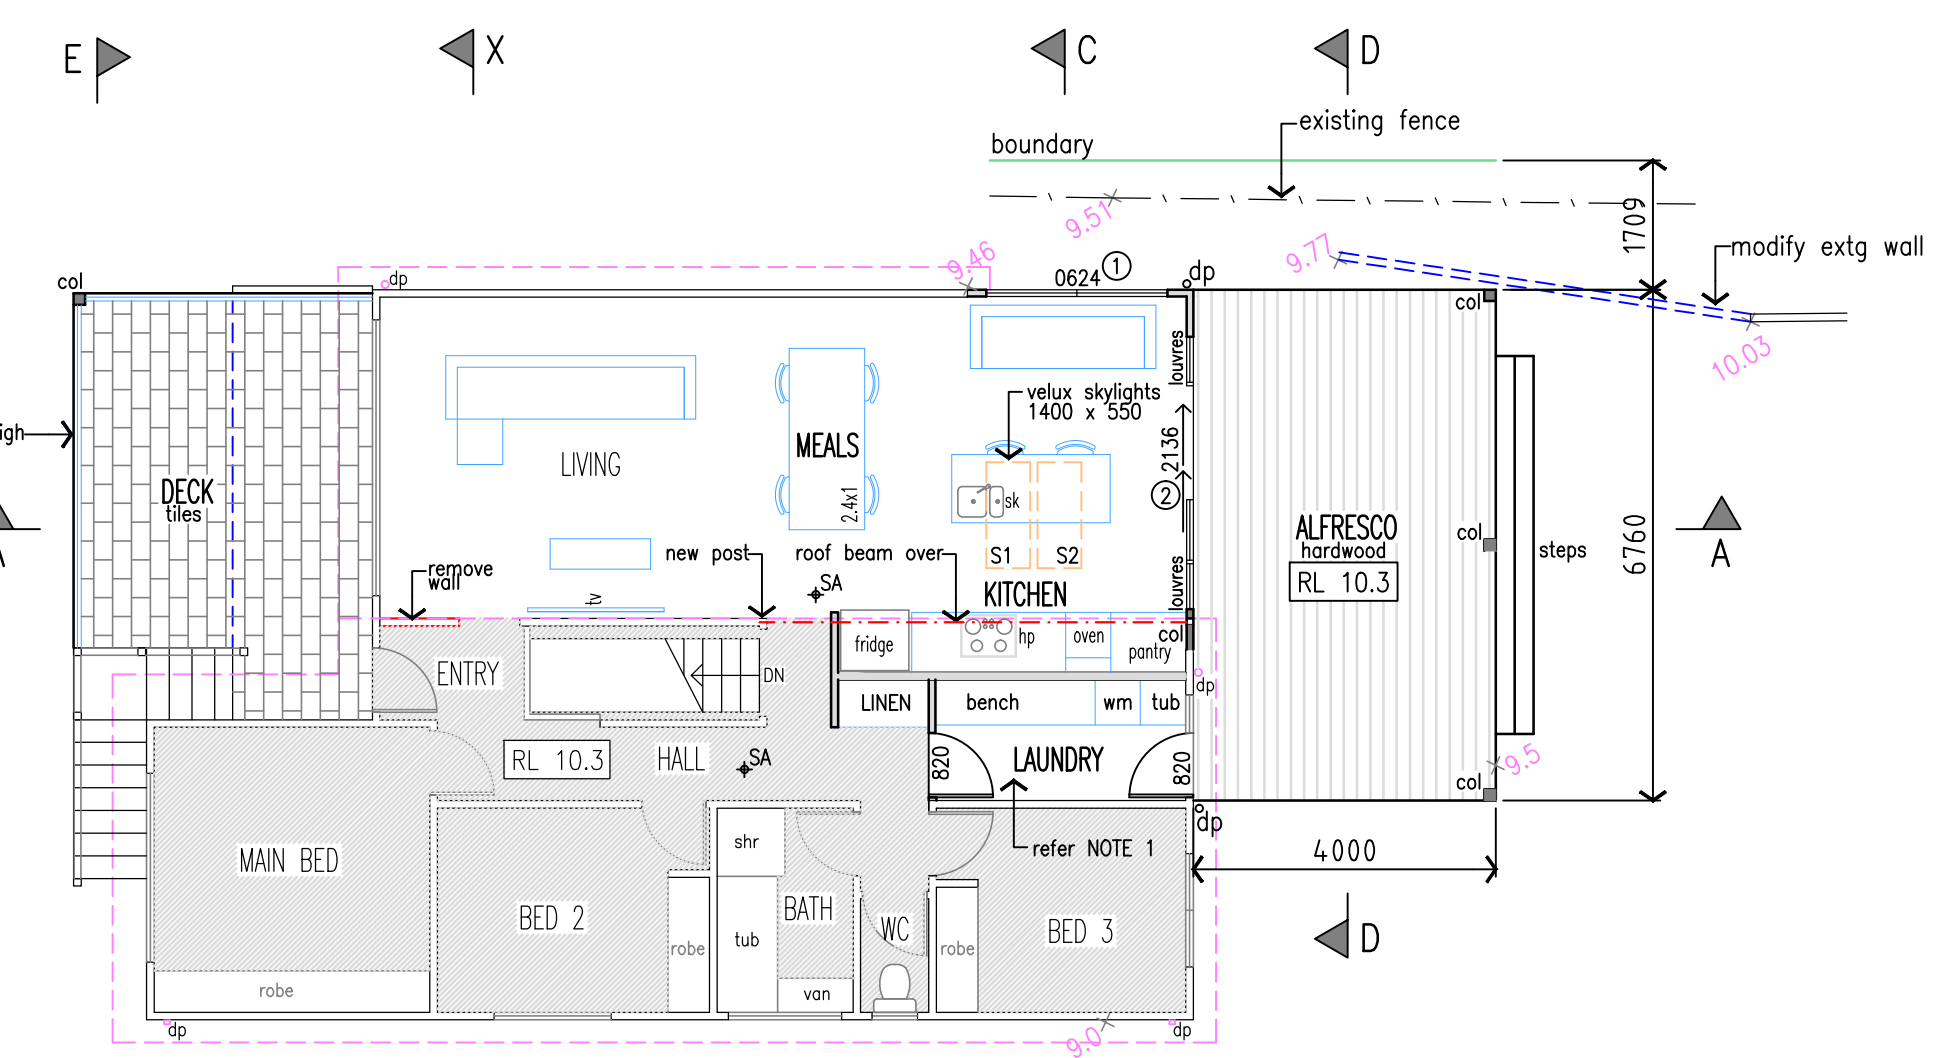 E
X
C
D
existing fence
boundary
9.51
1709
9.77
modify extg wall
9.46
0624
1
dp
dp
col
col
10.03
louvres
velux skylights
1400 x 550
igh
MEALS
2136
LIVING
2
DECK
tiles
2.4x1
sk
ALFRESCO
hardwood
col
steps
6760
A
A
RL 10.3
new post
roof beam over
S1
S2
remove
wall
SA
KITCHEN
louvres
tv
fridge
hp
oven
col
pantry
ENTRY
DN
dp
LINEN
bench
wm
tub
HALL
RL 10.3
SA
820
LAUNDRY
820
9.5
col
dp
MAIN BED
shr
refer NOTE 1
4000
BED 2
BATH
WC
BED 3
D
robe
tub
robe
robe
van
dp
9.0
dp